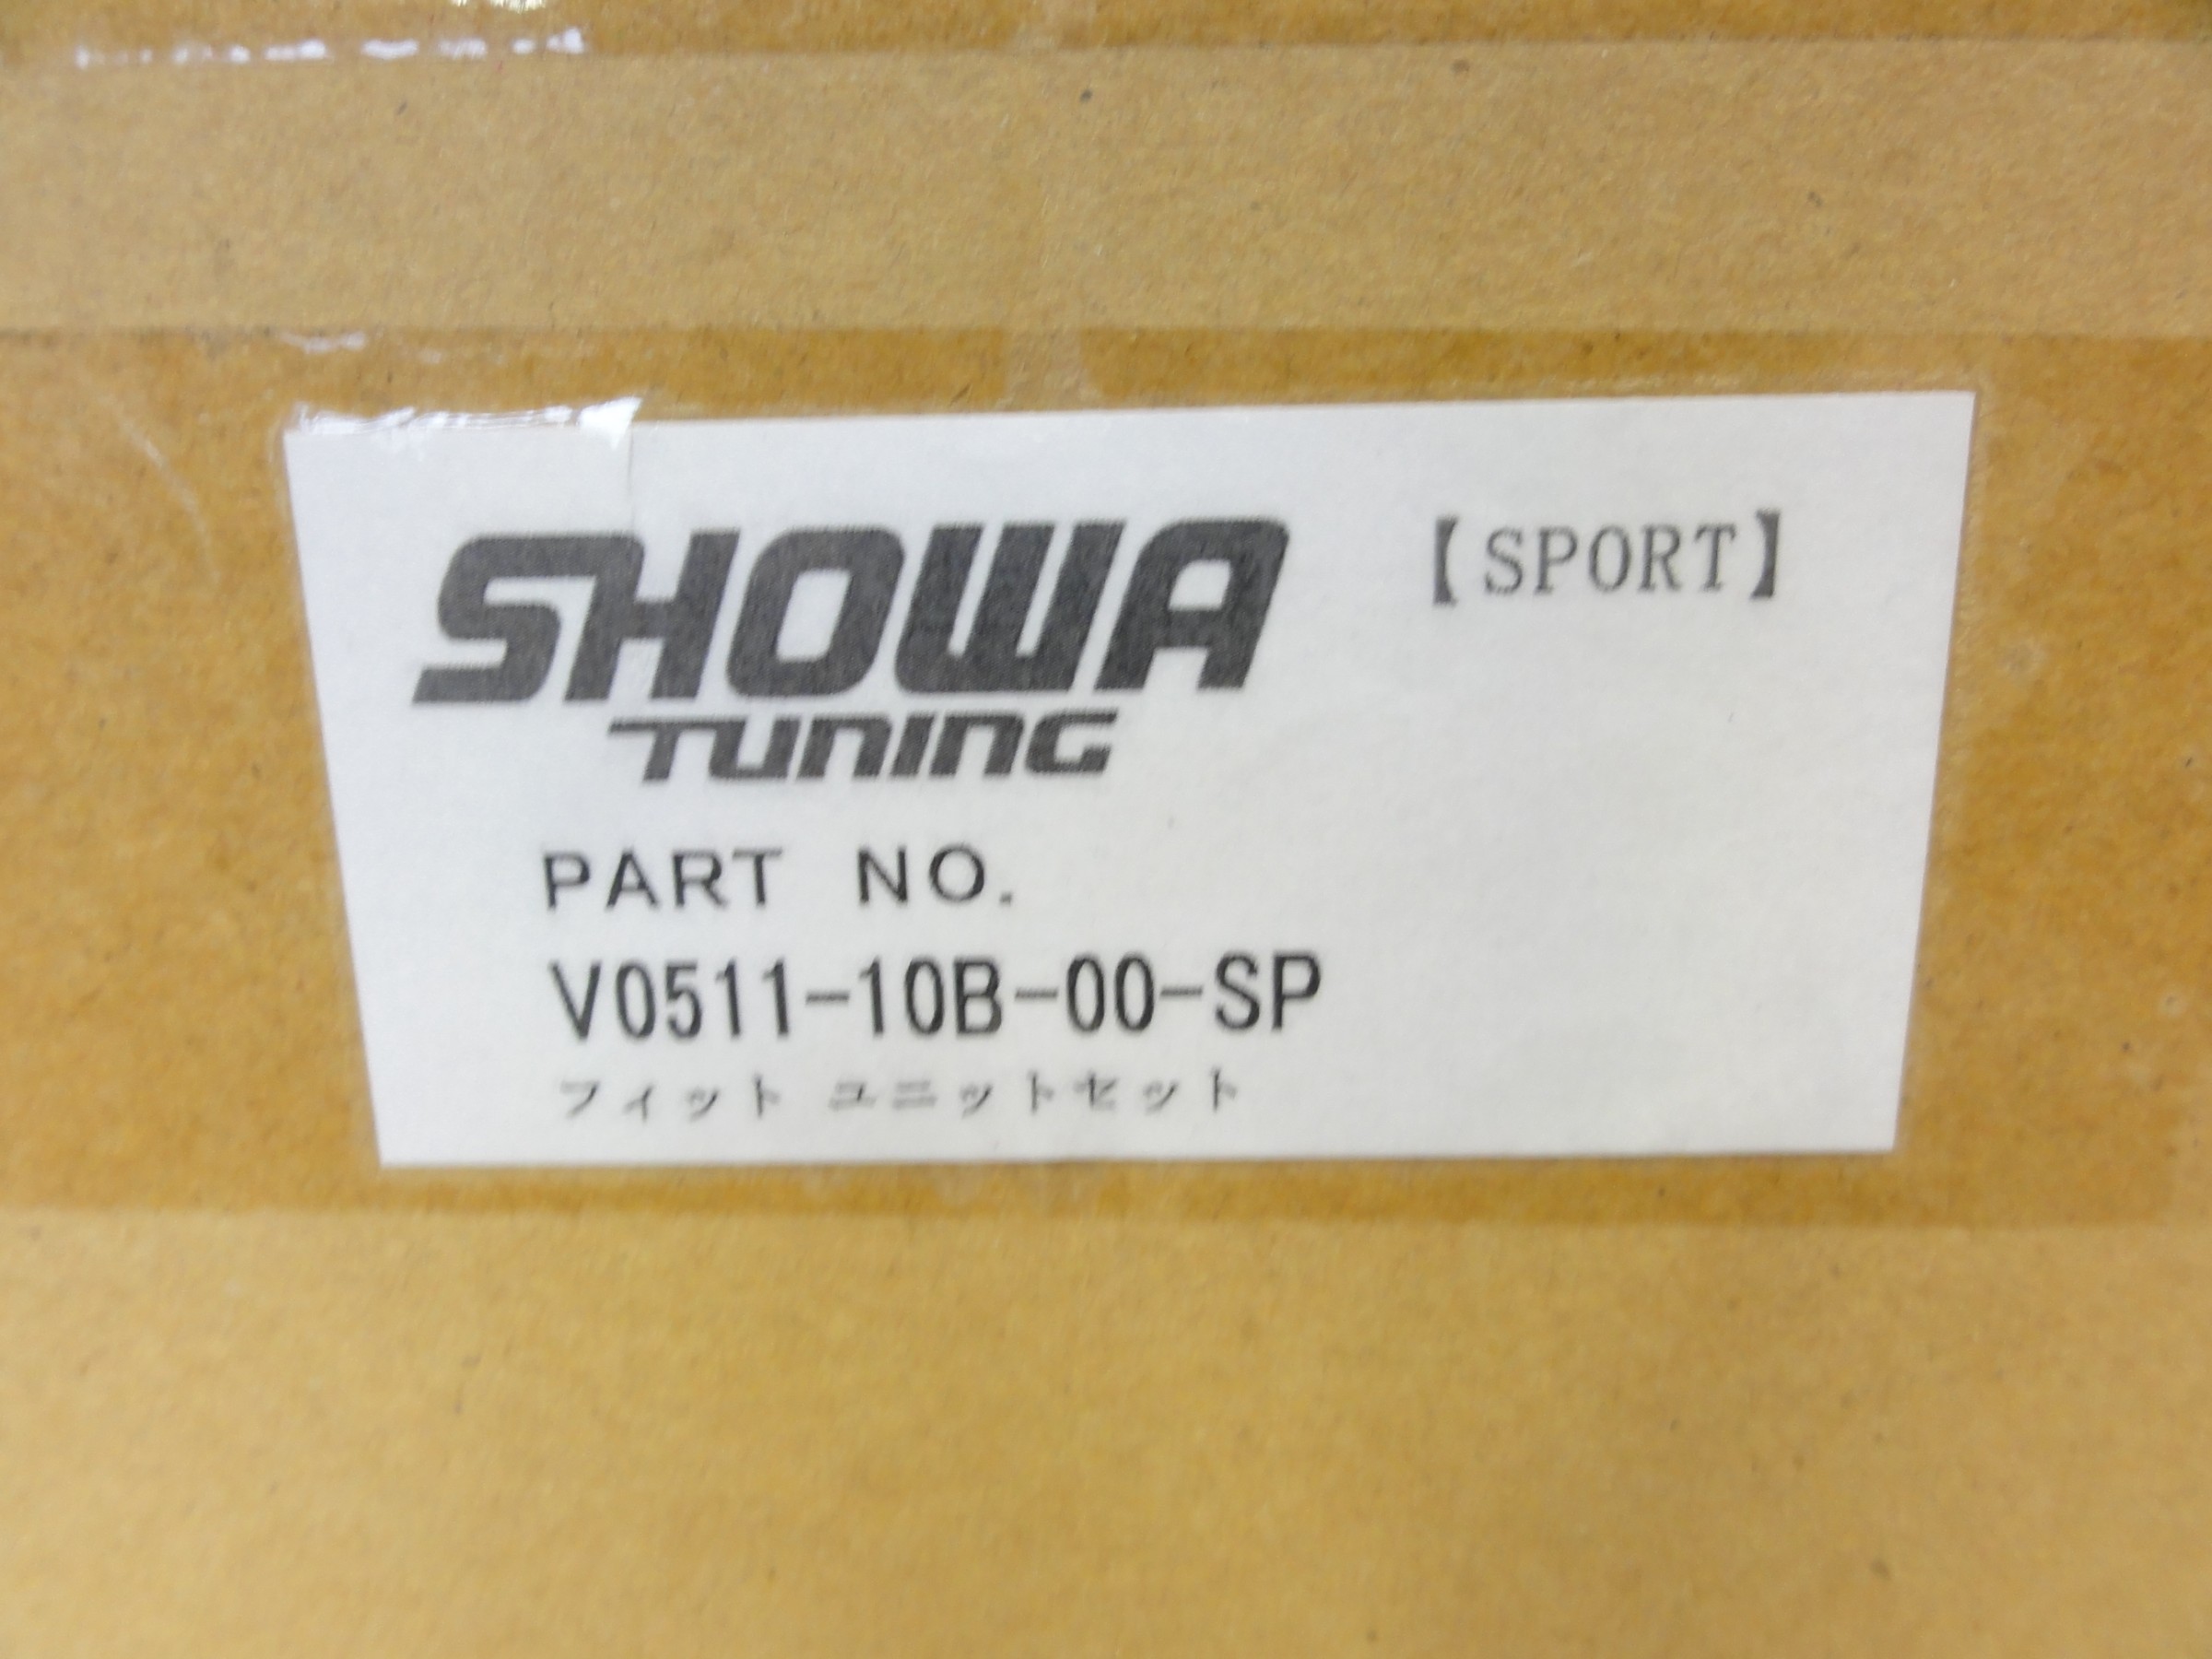 SHOWA 【SPORT】
TUNING
PART NO.
V0511-10B-00-SP
フィット ユニットセット